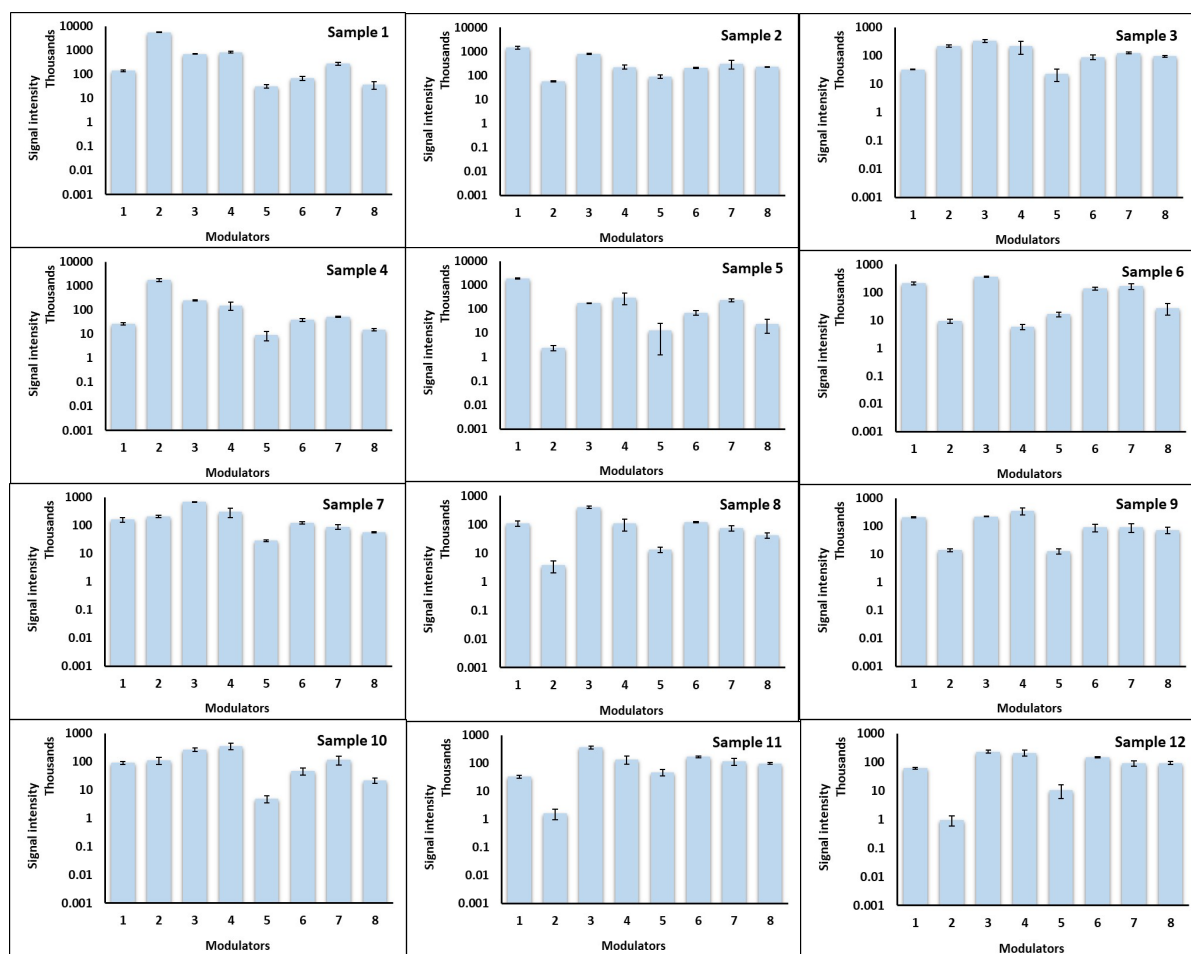 Sample 1
Signal intensity
Thousands
10000
1000
100
10
1
0.1
0.01
0.001
1 2 3 4 5 6 7 8
Modulators
Sample 2
Signal intensity
Thousands
10000
1000
100
10
1
0.1
0.01
0.001
1 2 3 4 5 6 7 8
Modulators
Sample 3
Signal intensity
Thousands
1000
100
10
1
0.1
0.01
0.001
1 2 3 4 5 6 7 8
Modulators
Sample 4
Signal intensity
Thousands
10000
1000
100
10
1
0.1
0.01
0.001
1 2 3 4 5 6 7 8
Modulators
Sample 5
Signal intensity
Thousands
10000
1000
100
10
1
0.1
0.01
0.001
1 2 3 4 5 6 7 8
Modulators
Sample 6
Signal intensity
Thousands
1000
100
10
1
0.1
0.01
0.001
1 2 3 4 5 6 7 8
Modulators
Sample 7
Signal intensity
Thousands
1000
100
10
1
0.1
0.01
0.001
1 2 3 4 5 6 7 8
Modulators
Sample 8
Signal intensity
Thousands
1000
100
10
1
0.1
0.01
0.001
1 2 3 4 5 6 7 8
Modulators
Sample 9
Signal intensity
Thousands
1000
100
10
1
0.1
0.01
0.001
1 2 3 4 5 6 7 8
Modulators
Sample 10
Signal intensity
Thousands
1000
100
10
1
0.1
0.01
0.001
1 2 3 4 5 6 7 8
Modulators
Sample 11
Signal intensity
Thousands
1000
100
10
1
0.1
0.01
0.001
1 2 3 4 5 6 7 8
Modulators
Sample 12
Signal intensity
Thousands
1000
100
10
1
0.1
0.01
0.001
1 2 3 4 5 6 7 8
Modulators